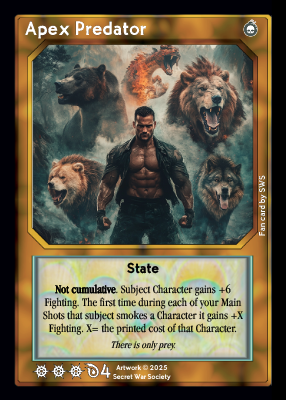 Apex Predator
Fan card by SWS
State
Not cumulative. Subject Character gains +6
Fighting. The first time during each of your Main
Shots that subject smokes a Character it gains +X
Fighting. X= the printed cost of that Character.
There is only prey.
4
Artwork © 2025
Secret War Society